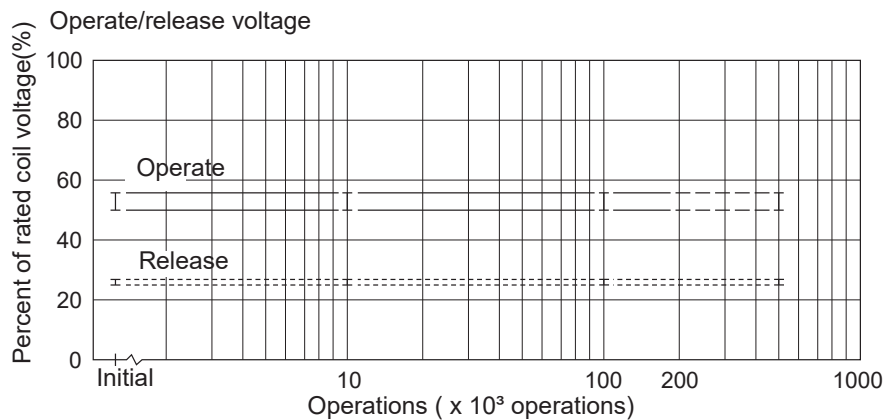 Operate/release voltage
Percent of rated coil voltage(%)
100
80
60
40
20
0
Operate
Release
Initial
10
100
200
1000
Operations ( x 10³ operations)